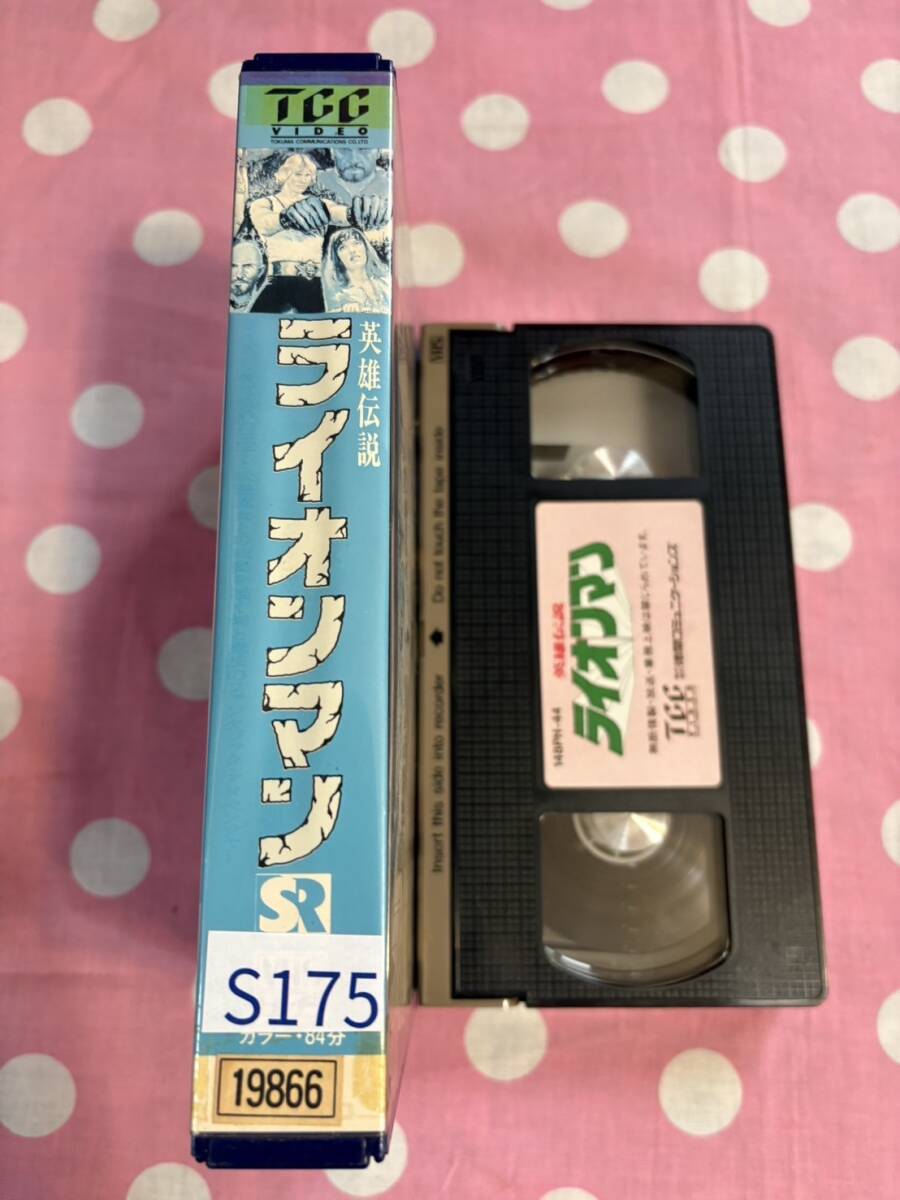 TCC
VIDEO
TOKUMA COMMUNICATIONS CO., LTD.
英雄伝説
ライオンマン
SR
S175
カラー・84分
19866
VHS
Insert this side into recorder
Do not touch the tape inside
148PH-44
英雄伝説
ライオンマン
TCC